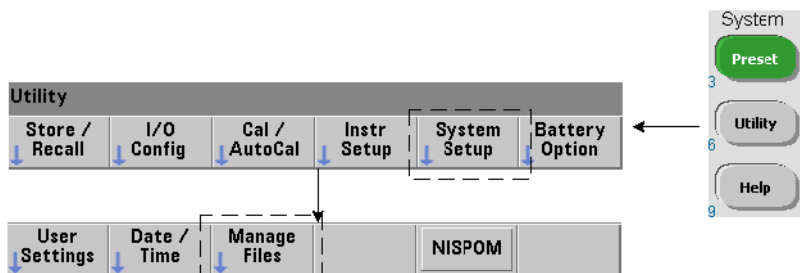 System
Preset
3
Utility
6
Help
9
Utility
Store / Recall
I/O Config
Cal / AutoCal
Instr Setup
System Setup
Battery Option
User Settings
Date / Time
Manage Files
NISPOM